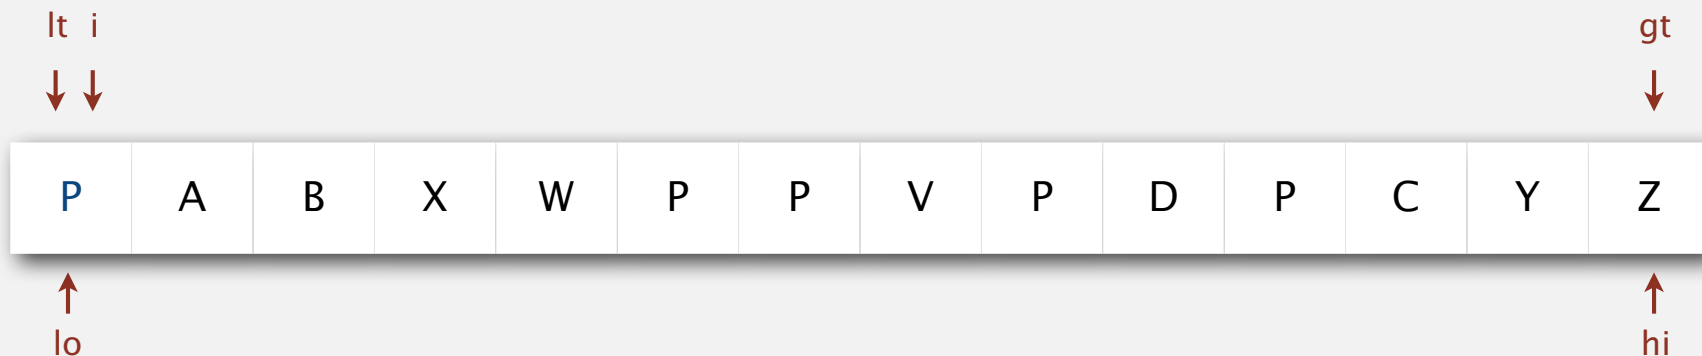 lt i gt
P A B X W P P V P D P C Y Z
lo hi